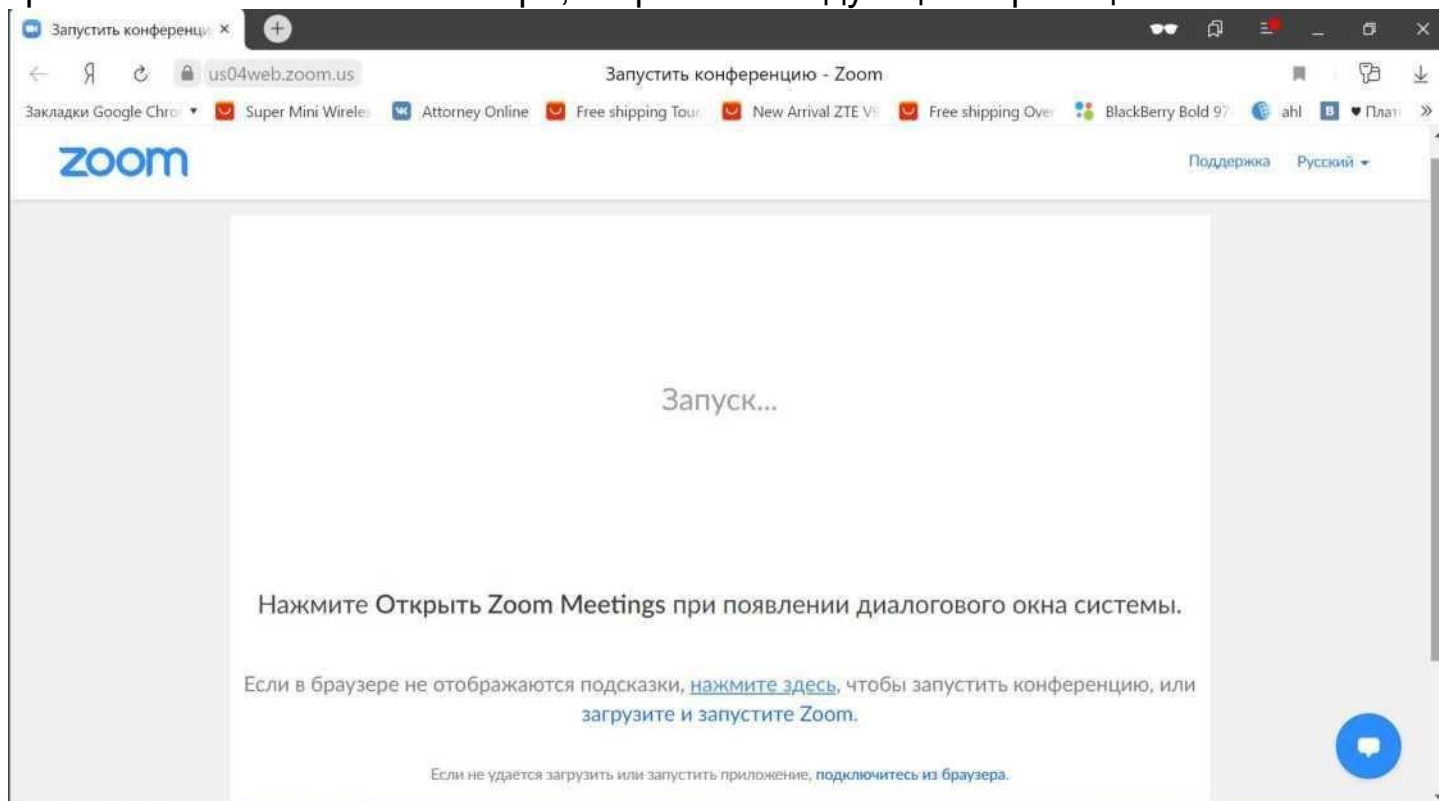 Запустить конференци
us04web.zoom.us
Запустить конференцию - Zoom
Закладки Google Chro
Super Mini Wirele
Attorney Online
Free shipping Touc
New Arrival ZTE V
Free shipping Over
BlackBerry Bold 97
ahl
Плат
zoom
Поддержка
Русский
Запуск...
Нажмите Открыть Zoom Meetings при появлении диалогового окна системы.
Если в браузере не отображаются подсказки, нажмите здесь, чтобы запустить конференцию, или
загрузите и запустите Zoom.
Если не удается загрузить или запустить приложение, подключитесь из браузера.